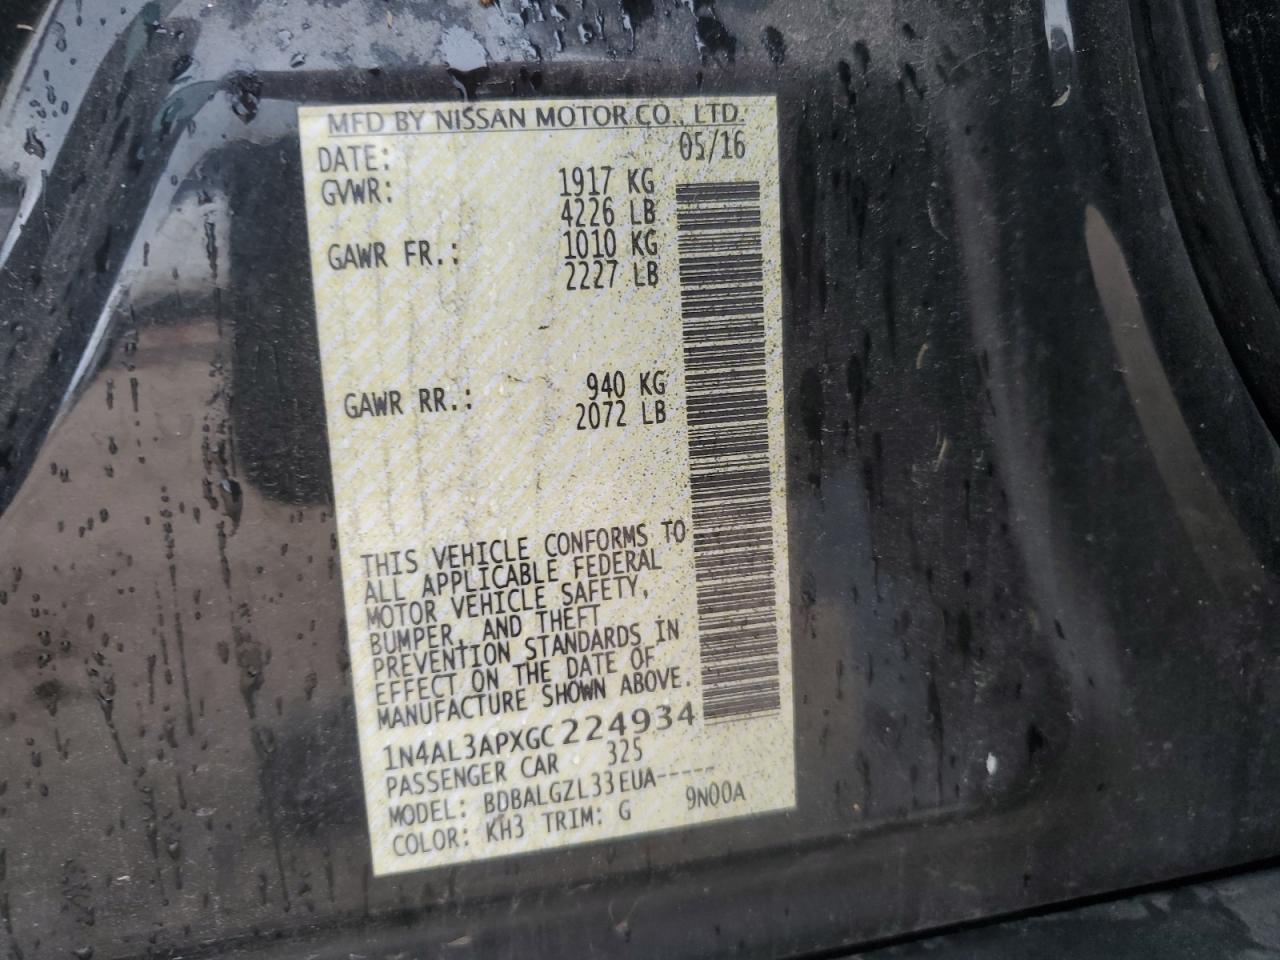 MFD BY NISSAN MOTOR CO., LTD.
DATE: 05/16
GVWR: 1917 KG
4226 LB
GAWR FR.: 1010 KG
2227 LB
GAWR RR.: 940 KG
2072 LB
THIS VEHICLE CONFORMS TO
ALL APPLICABLE FEDERAL
MOTOR VEHICLE SAFETY,
BUMPER, AND THEFT
PREVENTION STANDARDS IN
EFFECT ON THE DATE OF
MANUFACTURE SHOWN ABOVE.
1N4AL3APXGC224934
PASSENGER CAR 325
MODEL: BDBALGZL33EUA-----
COLOR: KH3 TRIM: G 9N00A